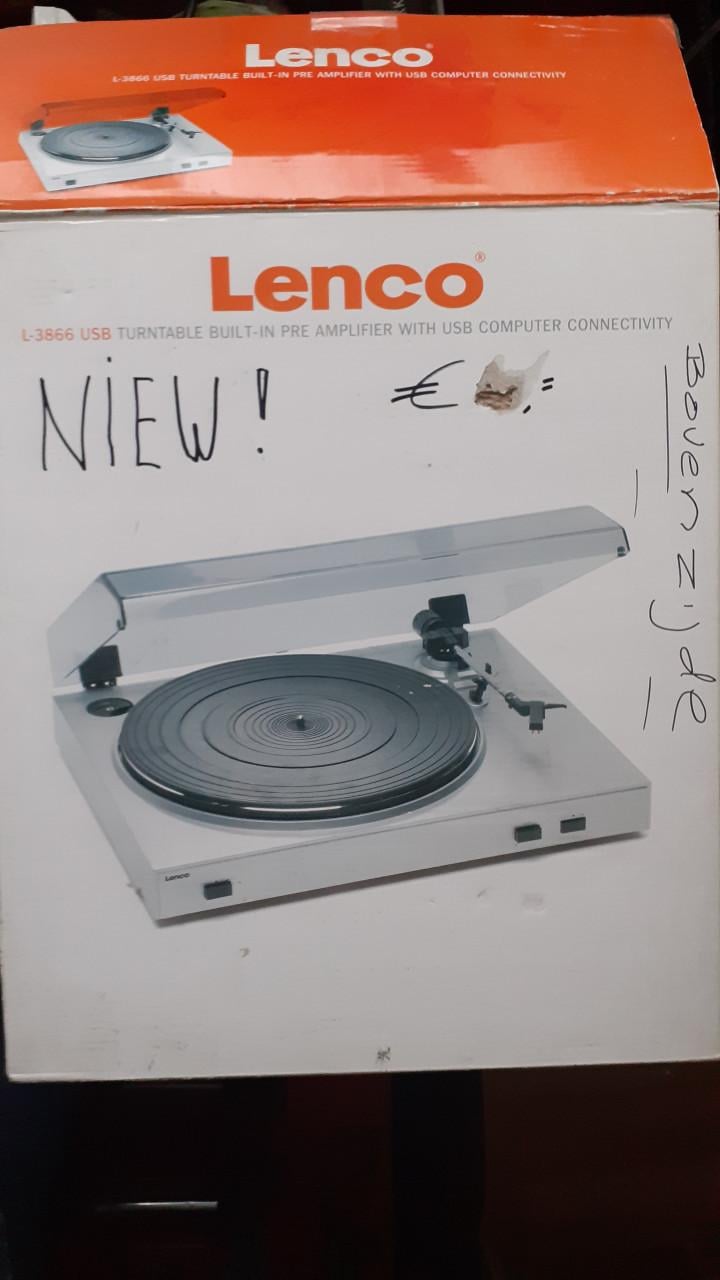 Lenco
L-3866 USB TURNTABLE BUILT-IN PRE AMPLIFIER WITH USB COMPUTER CONNECTIVITY
Lenco®
L-3866 USB TURNTABLE BUILT-IN PRE AMPLIFIER WITH USB COMPUTER CONNECTIVITY
NiEW! € ,=
Bovenzijde
Lenco